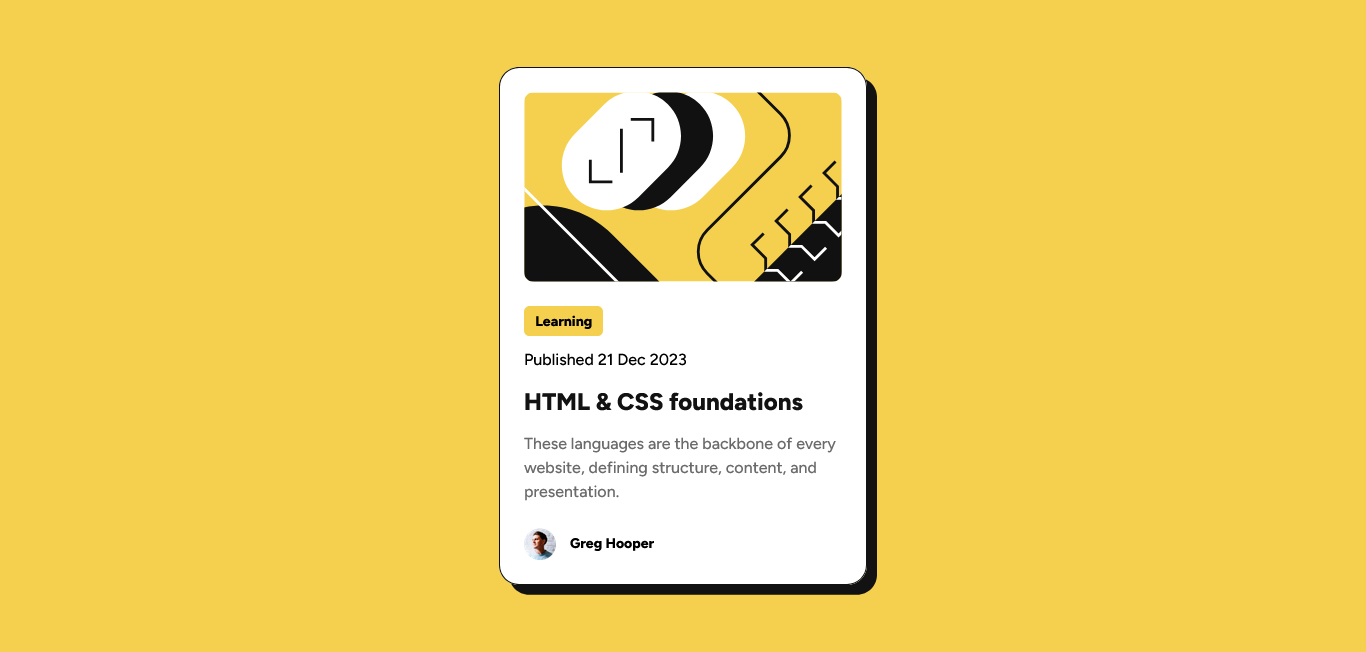 Learning
Published 21 Dec 2023
HTML & CSS foundations
These languages are the backbone of every
website, defining structure, content, and
presentation.
Greg Hooper